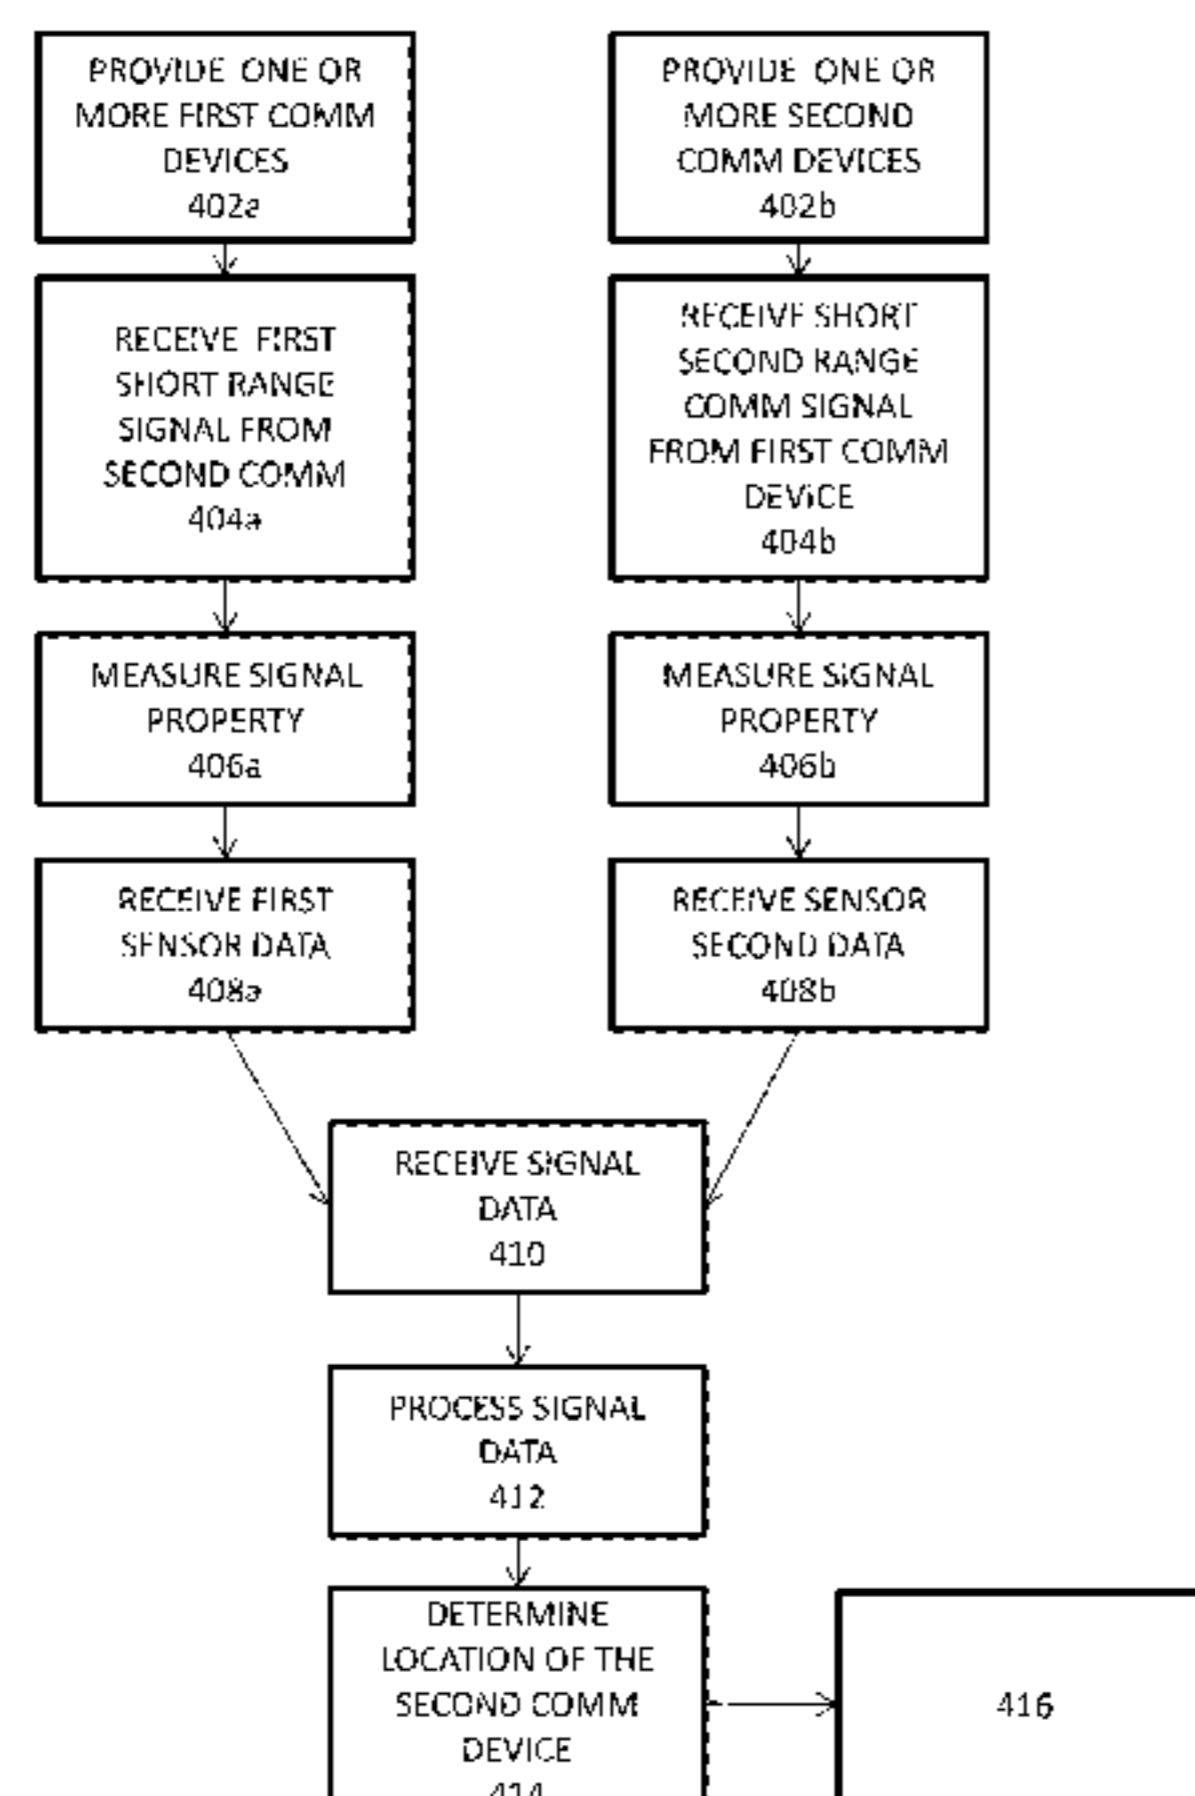 PROVIDE ONE OR
MORE FIRST COMM
DEVICES
402a
RECEIVE FIRST
SHORT RANGE
SIGNAL FROM
SECOND COMM
404a
MEASURE SIGNAL
PROPERTY
406a
RECEIVE FIRST
SENSOR DATA
408a
PROVIDE ONE OR
MORE SECOND
COMM DEVICES
402b
RECEIVE SHORT
SECOND RANGE
COMM SIGNAL
FROM FIRST COMM
DEVICE
404b
MEASURE SIGNAL
PROPERTY
406b
RECEIVE SENSOR
SECOND DATA
408b
RECEIVE SIGNAL
DATA
410
PROCESS SIGNAL
DATA
412
DETERMINE
LOCATION OF THE
SECOND COMM
DEVICE
414
416